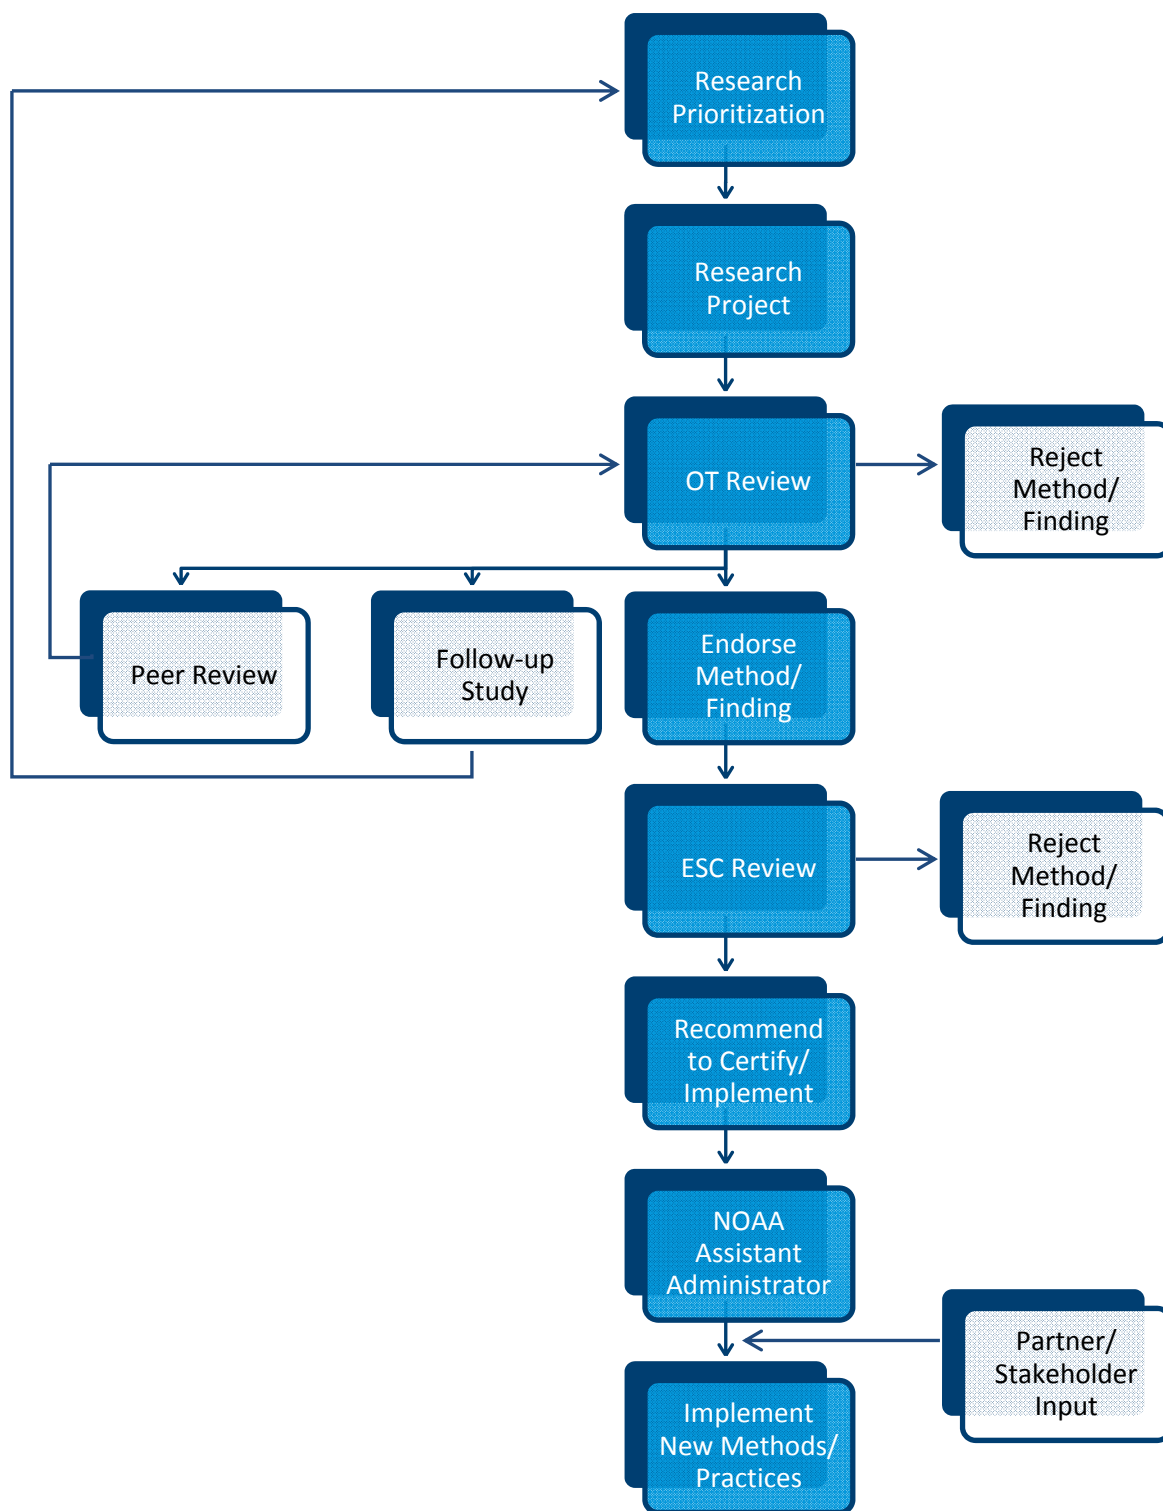 Research
Prioritization
Research
Project
OT Review
Reject
Method/
Finding
Peer Review
Follow-up
Study
Endorse
Method/
Finding
ESC Review
Reject
Method/
Finding
Recommend
to Certify/
Implement
NOAA
Assistant
Administrator
Partner/
Stakeholder
Input
Implement
New Methods/
Practices